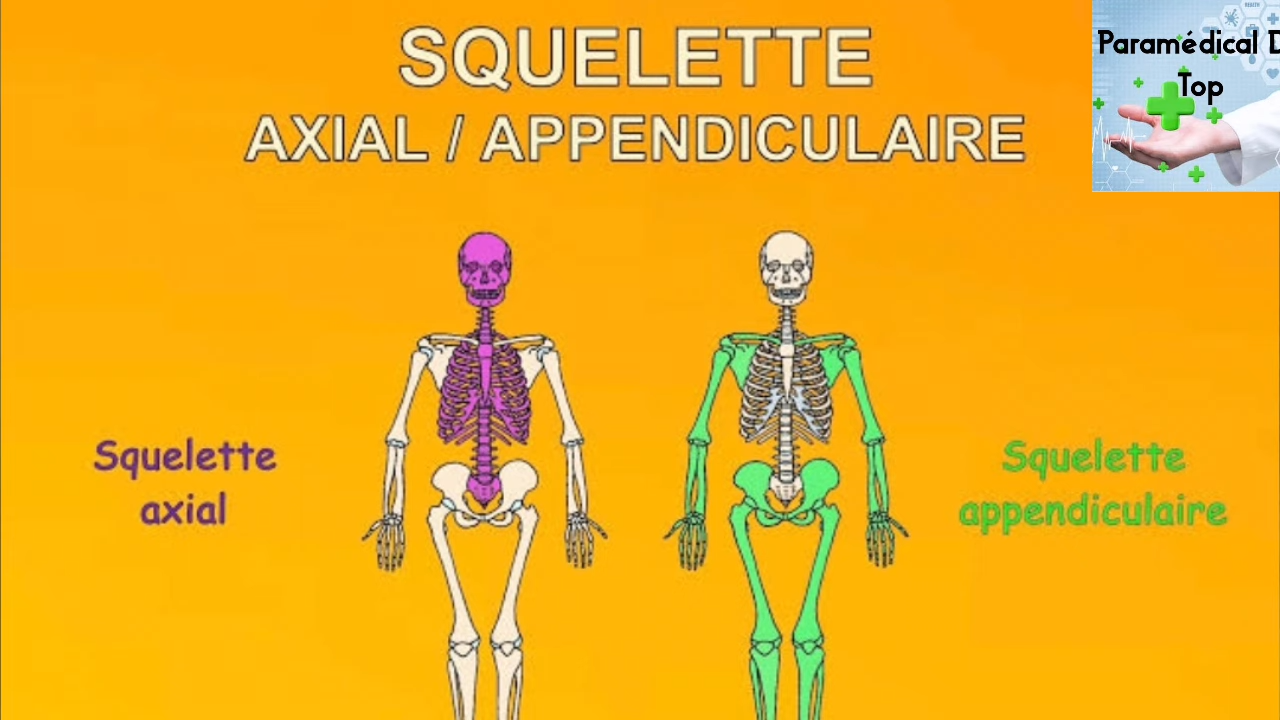 SQUELETTE
AXIAL / APPENDICULAIRE
Paramédical
Top
Squelette
axial
Squelette
appendiculaire